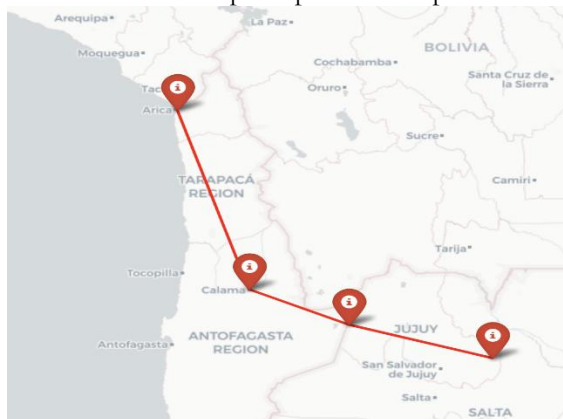 Arequipa
La Paz
Moquegua
BOLIVIA
Cochabamba
Santa Cruz de
la Sierra
Oruro
Arica
Sucre
TARAPACÁ
REGION
Camiri
Tarija
Tocopilla
Calama
ANTOFAGASTA
REGION
JUJUY
Antofagasta
San Salvador
de Jujuy
Salta
SALTA